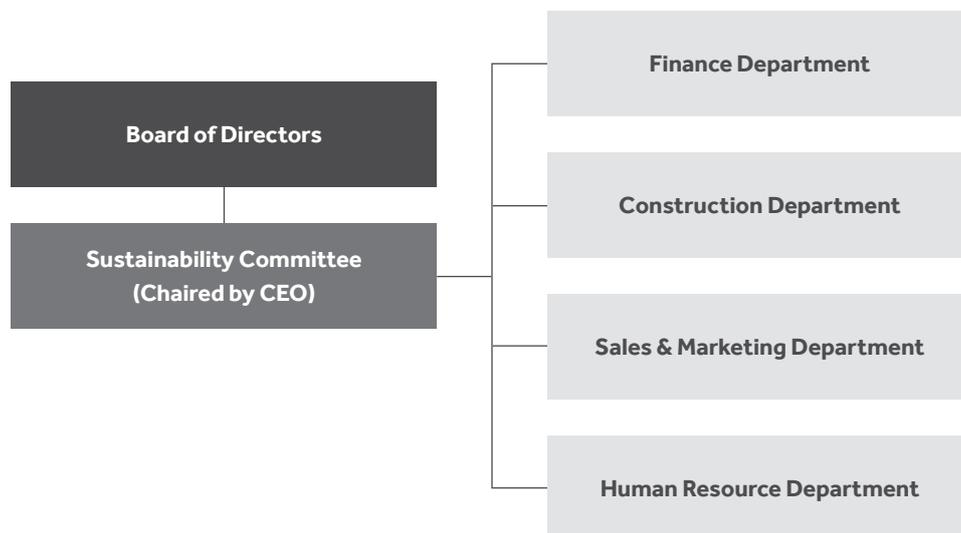 Board of Directors
Sustainability Committee
(Chaired by CEO)
Finance Department
Construction Department
Sales & Marketing Department
Human Resource Department